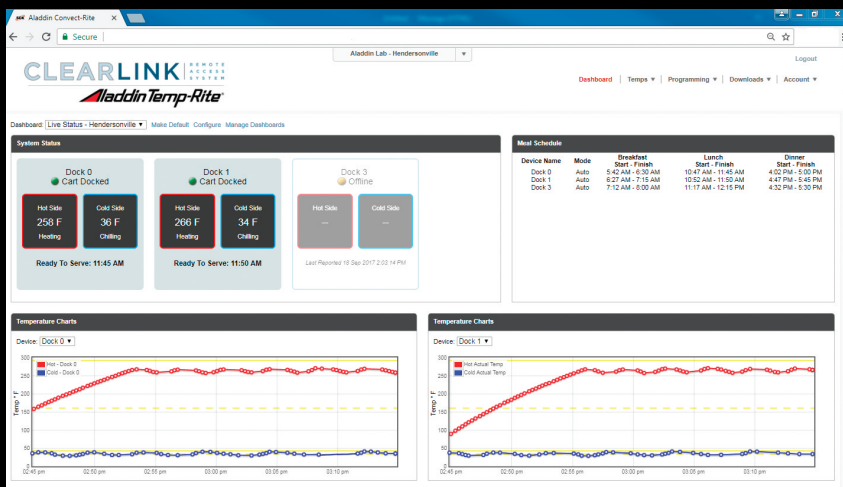 Aladdin Convect-Rite
Secure
Aladdin Lab - Hendersonville
Logout
CLEARLINK REMOTE ACCESS SYSTEM
Aladdin Temp-Rite
Dashboard | Temps | Programming | Downloads | Account
Dashboard: Live Status - Hendersonville Make Default Configure Manage Dashboards
System Status
Dock 0
Cart Docked
Hot Side
258 F
Heating
Cold Side
36 F
Chilling
Ready To Serve: 11:45 AM
Dock 1
Cart Docked
Hot Side
266 F
Heating
Cold Side
34 F
Chilling
Ready To Serve: 11:50 AM
Dock 3
Offline
Hot Side
--
Cold Side
--
Last Reported 15 Sep 2017 2:02:14 PM
Meal Schedule
Device Name Mode Breakfast Start - Finish Lunch Start - Finish Dinner Start - Finish
Dock 0 Auto 5:42 AM - 6:30 AM 10:47 AM - 11:45 AM 4:02 PM - 5:00 PM
Dock 1 Auto 6:27 AM - 7:15 AM 10:52 AM - 11:50 AM 4:47 PM - 5:45 PM
Dock 3 Auto 7:12 AM - 8:00 AM 11:17 AM - 12:15 PM 4:32 PM - 5:30 PM
Temperature Charts
Device: Dock 0
Hot - Dock 0
Cold - Dock 0
Temp ° F
300
250
200
150
100
50
0
02:45 pm 02:50 pm 02:55 pm 03:00 pm 03:05 pm 03:10 pm
Temperature Charts
Device: Dock 1
Hot Actual Temp
Cold Actual Temp
Temp ° F
300
250
200
150
100
50
0
02:45 pm 02:50 pm 02:55 pm 03:00 pm 03:05 pm 03:10 pm